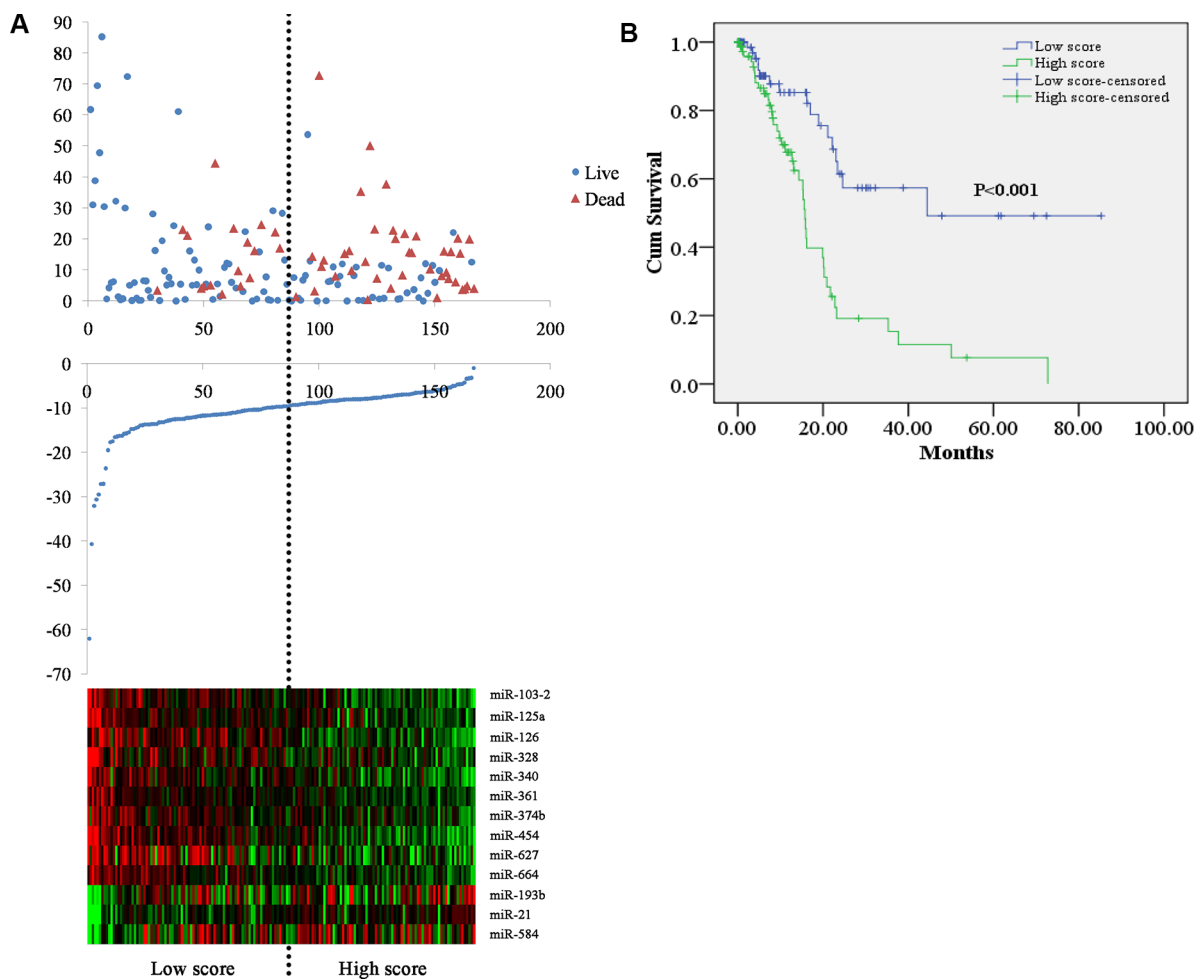 A
90
80
70
60
50
40
30
20
10
0
0 50 100 150 200
Live
Dead
0
-10
-20
-30
-40
-50
-60
-70
0 50 100 150 200
miR-103-2
miR-125a
miR-126
miR-328
miR-340
miR-361
miR-374b
miR-454
miR-627
miR-664
miR-193b
miR-21
miR-584
Low score High score
B
Low score
High score
Low score-censored
High score-censored
P<0.001
Cum Survival
1.0
0.8
0.6
0.4
0.2
0.0
0.00 20.00 40.00 60.00 80.00 100.00
Months